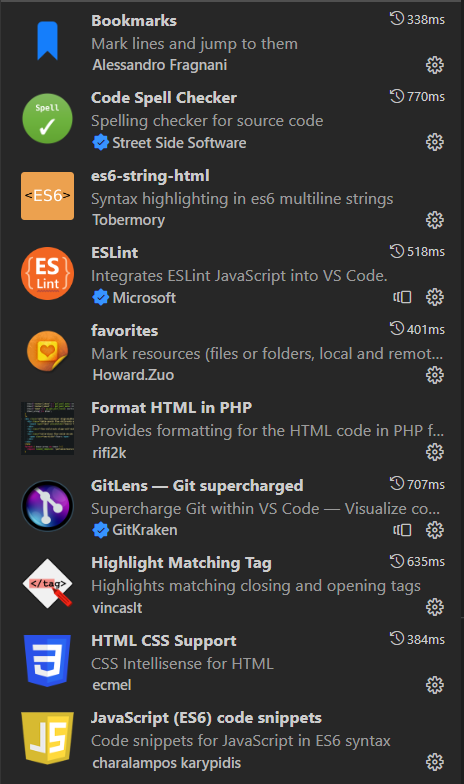 Bookmarks 338ms
Mark lines and jump to them
Alessandro Fragnani
Code Spell Checker 770ms
Spell
Spelling checker for source code
Street Side Software
es6-string-html
<ES6>
Syntax highlighting in es6 multiline strings
Tobermory
ESLint 518ms
{ES
Lint}
Integrates ESLint JavaScript into VS Code.
Microsoft
favorites 401ms
Mark resources (files or folders, local and remot...
Howard.Zuo
Format HTML in PHP
Provides formatting for the HTML code in PHP f...
rifi2k
GitLens — Git supercharged 707ms
Supercharge Git within VS Code — Visualize co...
GitKraken
Highlight Matching Tag 635ms
</tag>
Highlights matching closing and opening tags
vincaslt
HTML CSS Support 384ms
3
CSS Intellisense for HTML
ecmel
JavaScript (ES6) code snippets
JS
Code snippets for JavaScript in ES6 syntax
charalampos karypidis